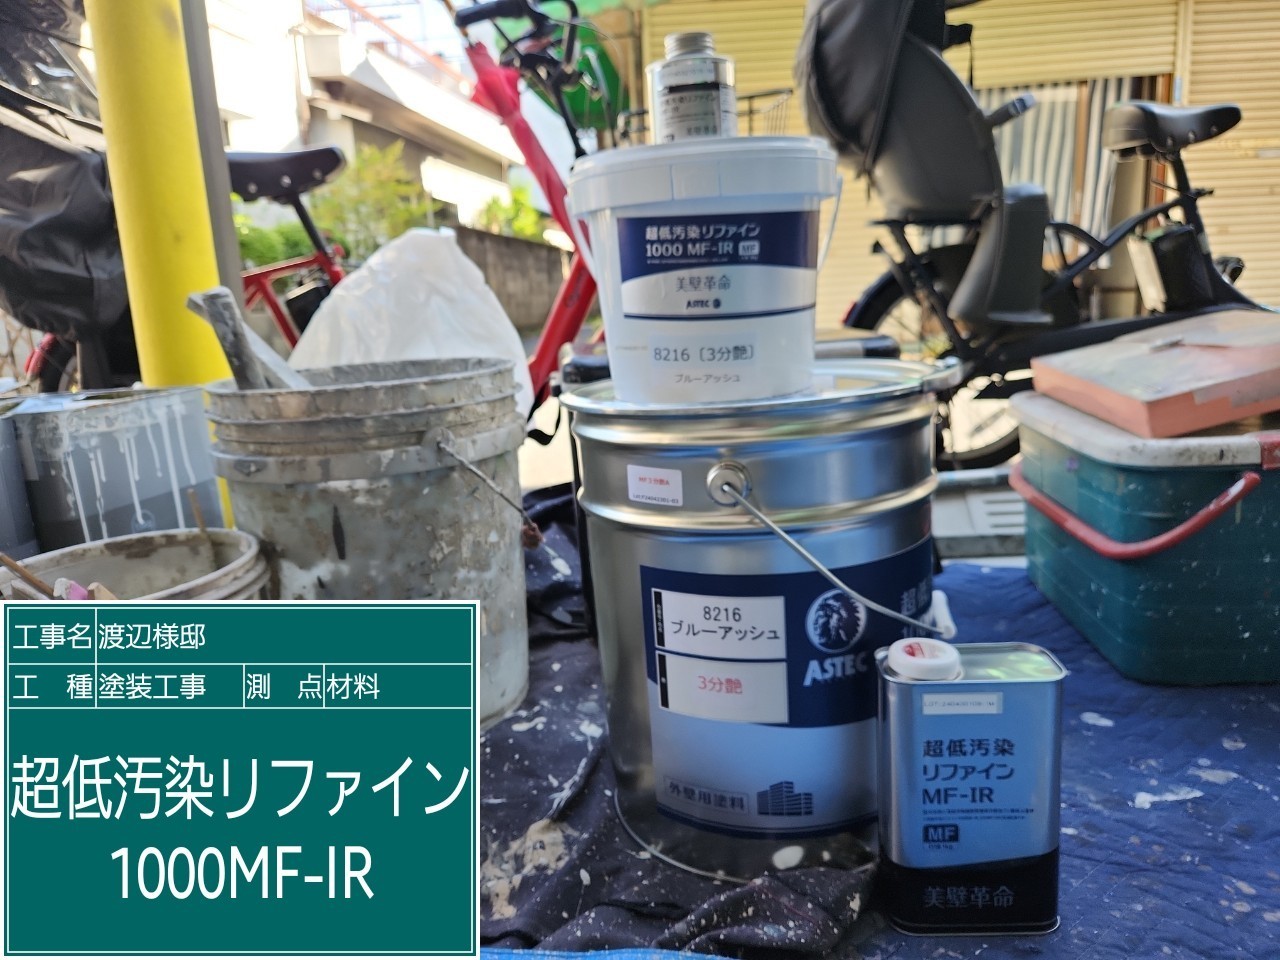 超低汚染リファイン
1000 MF-IR MF
美壁革命
ASTEC
8216〔3分艶〕
ブルーアッシュ
8216
ブルーアッシュ
3分艶
ASTEC
外壁用塗料
超低汚染
リファイン
MF-IR
MF
美壁革命
工事名 渡辺様邸
工 種 塗装工事 測 点 材料
超低汚染リファイン
1000MF-IR